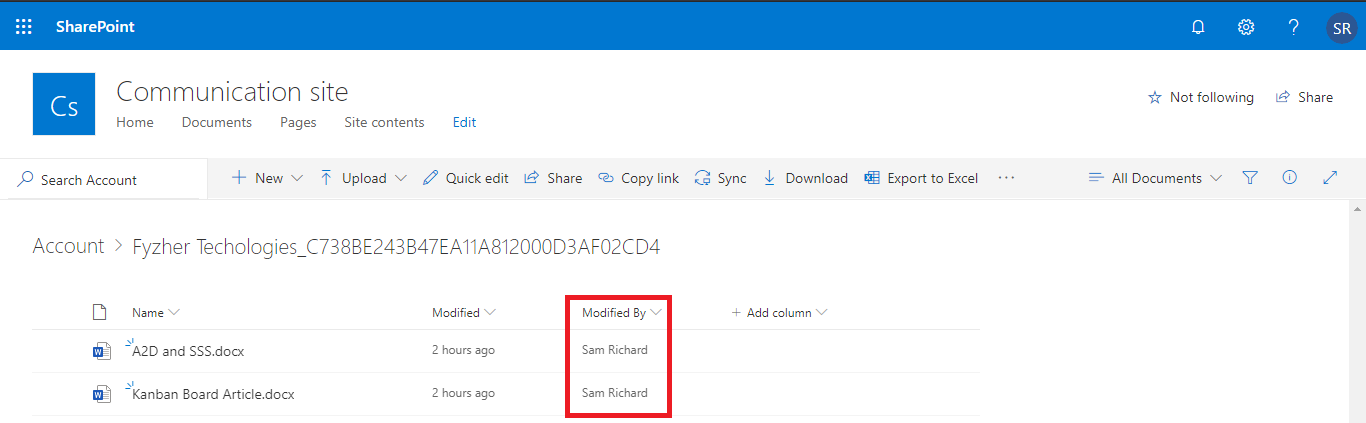 SharePoint
SR
Cs
Communication site
Home Documents Pages Site contents Edit
Not following Share
Search Account
New Upload Quick edit Share Copy link Sync Download Export to Excel ··· All Documents
Account > Fyzher Techologies_C738BE243B47EA11A812000D3AF02CD4
Name Modified Modified By + Add column
A2D and SSS.docx 2 hours ago Sam Richard
Kanban Board Article.docx 2 hours ago Sam Richard